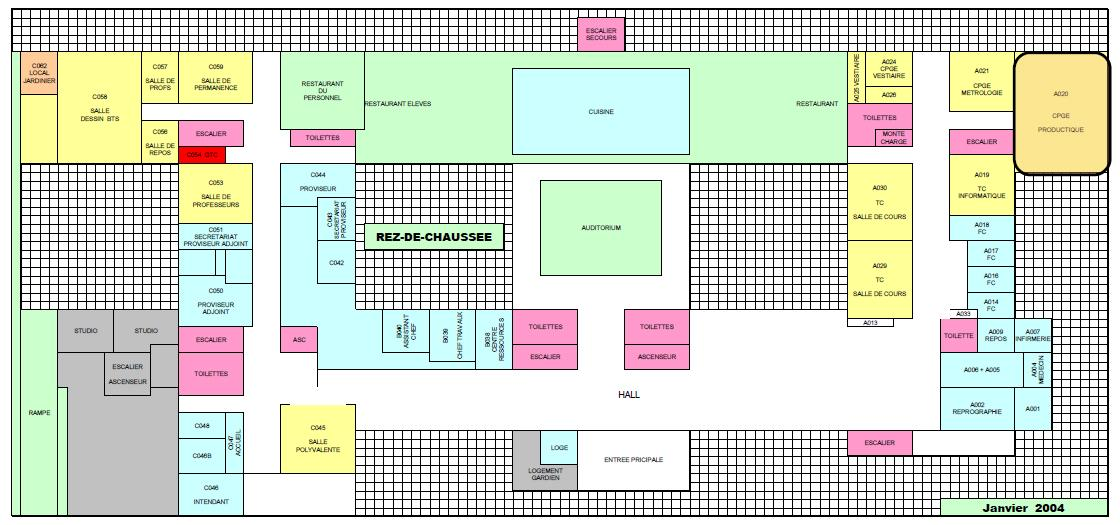 ESCALIER
SECOURS
C062
LOCAL
JARDINIER
C058
SALLE
DESSIN BTS
C057
SALLE DE
PROFS
C059
SALLE DE
PERMANENCE
C056
SALLE DE
REPOS
ESCALIER
RESTAURANT
DU
PERSONNEL
TOILETTES
RESTAURANT ELEVES
CUISINE
RESTAURANT
A025 VESTIAIRE
A024
CPGE
VESTIAIRE
A026
TOILETTES
MONTE
CHARGE
A021
CPGE
METROLOGIE
ESCALIER
A020
CPGE
PRODUCTIQUE
C053
SALLE DE
PROFESSEURS
C051
SECRETARIAT
PROVISEUR ADJOINT
C050
PROVISEUR
ADJOINT
ESCALIER
TOILETTES
C044
PROVISEUR
C043
SECRETARIAT
PROVISEUR
C042
REZ-DE-CHAUSSEE
AUDITORIUM
A030
TC
SALLE DE COURS
A029
TC
SALLE DE COURS
A013
A019
TC
INFORMATIQUE
A018
FC
A017
FC
A016
FC
A014
FC
A033
STUDIO
STUDIO
ESCALIER
ASCENSEUR
RAMPE
ASC
B040
ASSISTANT
CHEF
B039
CHEF TRAVAUX
B038
CENTRE
RESSOURCES
TOILETTES
ESCALIER
TOILETTES
ASCENSEUR
TOILETTE
A009
REPOS
A007
INFIRMERIE
A006 + A005
A004
MEDECIN
A002
REPROGRAPHIE
A001
HALL
C048
C047
ACCUEIL
C046B
C046
INTENDANT
C045
SALLE
POLYVALENTE
LOGE
LOGEMENT
GARDIEN
ENTREE PRICIPALE
ESCALIER
Janvier 2004